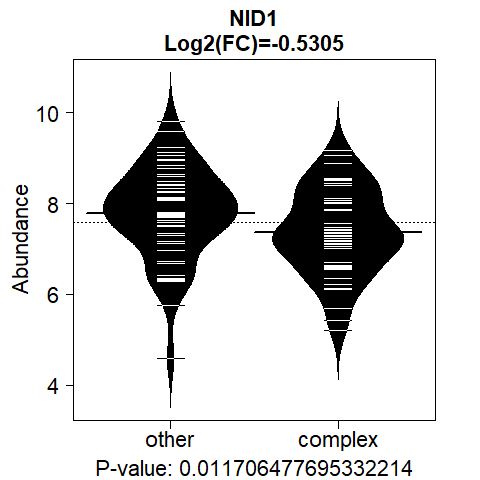 NID1
Log2(FC)=-0.5305
Abundance
10
8
6
4
other complex
P-value: 0.011706477695332214